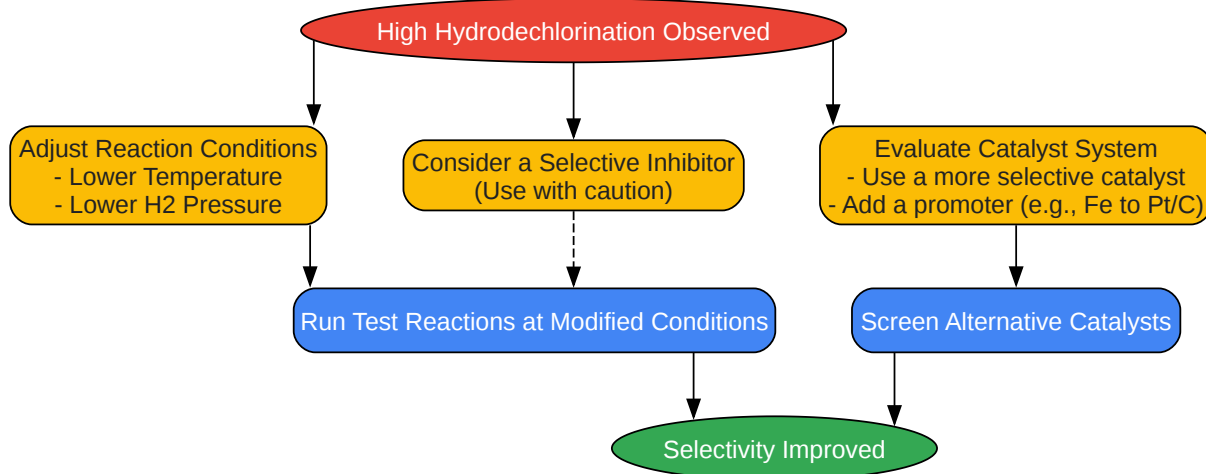 High Hydrodechlorination Observed
Adjust Reaction Conditions
- Lower Temperature
- Lower H2 Pressure
Consider a Selective Inhibitor
(Use with caution)
Evaluate Catalyst System
- Use a more selective catalyst
- Add a promoter (e.g., Fe to Pt/C)
Run Test Reactions at Modified Conditions
Screen Alternative Catalysts
Selectivity Improved